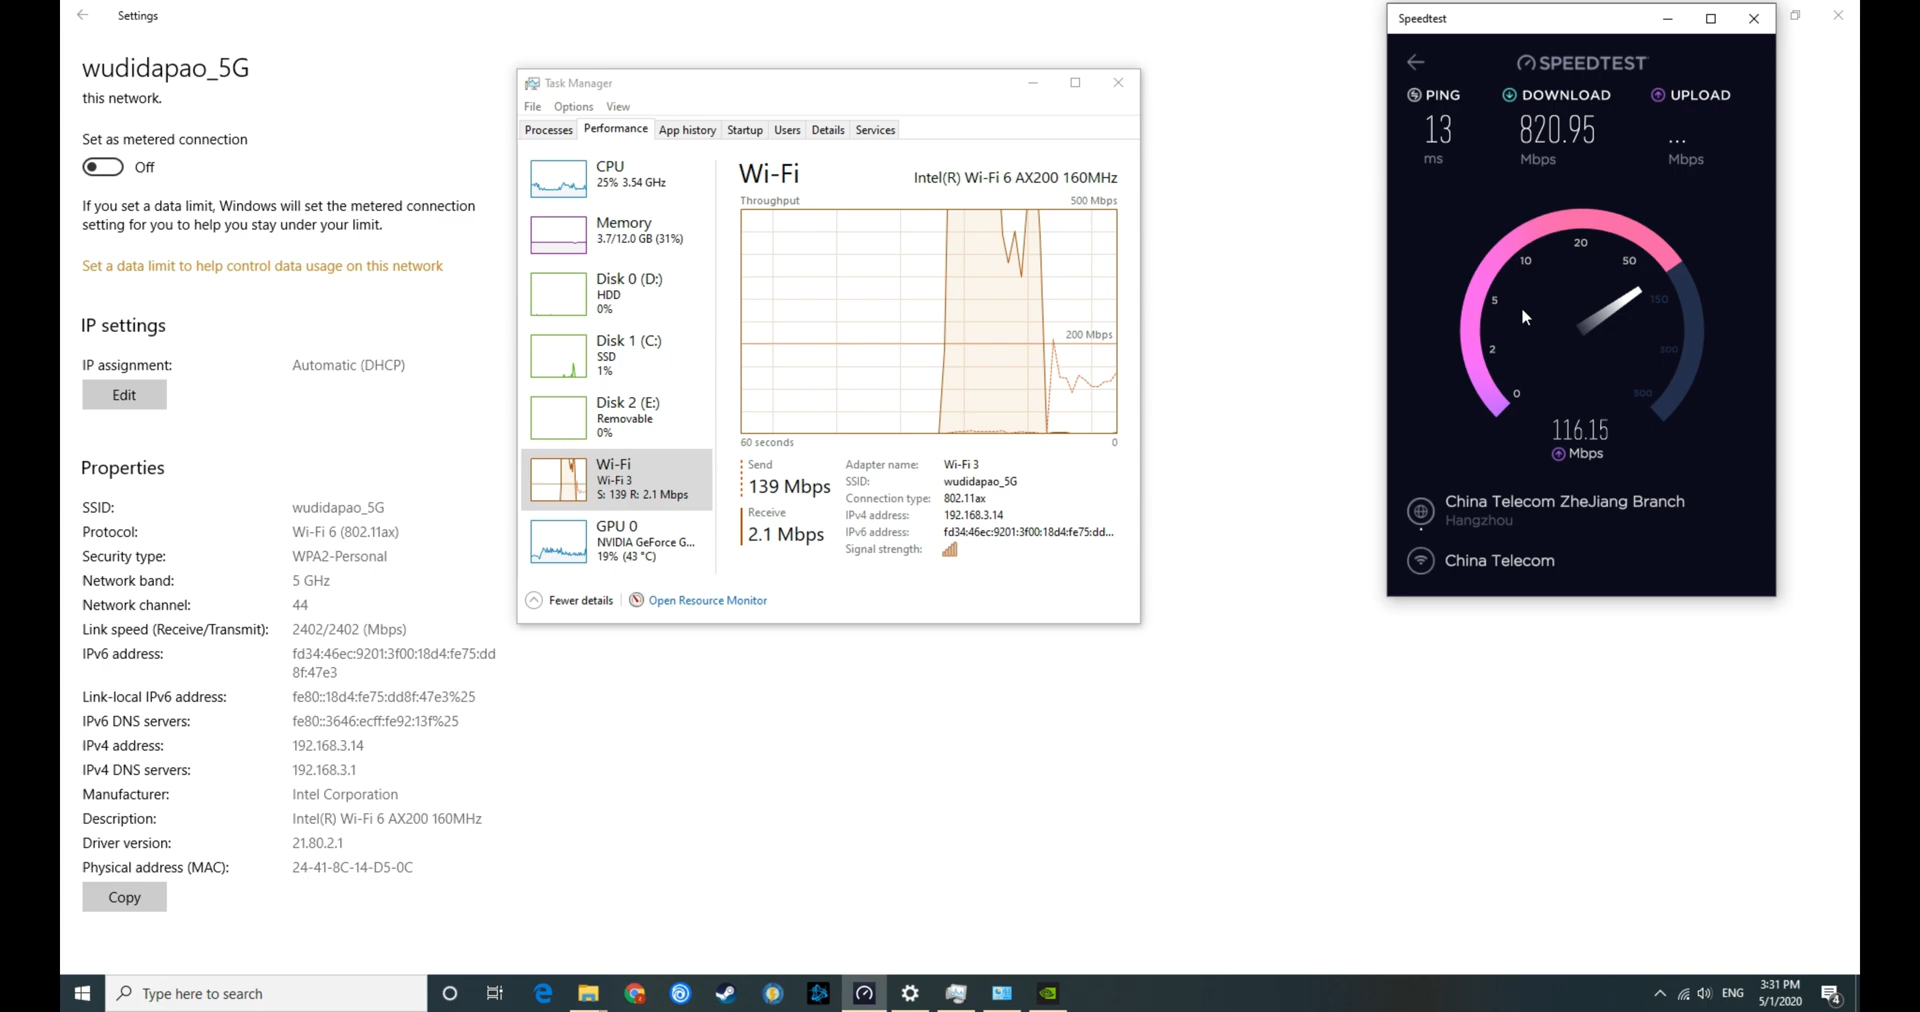 Settings
wudidapao_5G
this network.
Set as metered connection
Off
If you set a data limit, Windows will set the metered connection
setting for you to help you stay under your limit.
Set a data limit to help control data usage on this network
IP settings
IP assignment: Automatic (DHCP)
Edit
Properties
SSID: wudidapao_5G
Protocol: Wi-Fi 6 (802.11ax)
Security type: WPA2-Personal
Network band: 5 GHz
Network channel: 44
Link speed (Receive/Transmit): 2402/2402 (Mbps)
IPv6 address: fd34:46ec:9201:3f00:18d4:fe75:dd
8f:47e3
Link-local IPv6 address: fe80::18d4:fe75:dd8f:47e3%25
IPv6 DNS servers: fe80::3646:ecff:fe92:13f%25
IPv4 address: 192.168.3.14
IPv4 DNS servers: 192.168.3.1
Manufacturer: Intel Corporation
Description: Intel(R) Wi-Fi 6 AX200 160MHz
Driver version: 21.80.2.1
Physical address (MAC): 24-41-8C-14-D5-0C
Copy
Task Manager
File Options View
Processes Performance App history Startup Users Details Services
CPU
25% 3.54 GHz
Memory
3.7/12.0 GB (31%)
Disk 0 (D:)
HDD
0%
Disk 1 (C:)
SSD
1%
Disk 2 (E:)
Removable
0%
Wi-Fi
Wi-Fi 3
S: 139 R: 2.1 Mbps
GPU 0
NVIDIA GeForce G...
19% (43 °C)
Wi-Fi Intel(R) Wi-Fi 6 AX200 160MHz
Throughput 500 Mbps
200 Mbps
60 seconds 0
Send
139 Mbps
Receive
2.1 Mbps
Adapter name: Wi-Fi 3
SSID: wudidapao_5G
Connection type: 802.11ax
IPv4 address: 192.168.3.14
IPv6 address: fd34:46ec:9201:3f00:18d4:fe75:dd...
Signal strength:
Fewer details Open Resource Monitor
Speedtest
SPEEDTEST
PING DOWNLOAD UPLOAD
13 820.95 ...
ms Mbps Mbps
20
10 50
5 150
2 300
0 500
116.15
Mbps
China Telecom ZheJiang Branch
Hangzhou
China Telecom
Type here to search
ENG
3:31 PM
5/1/2020
4